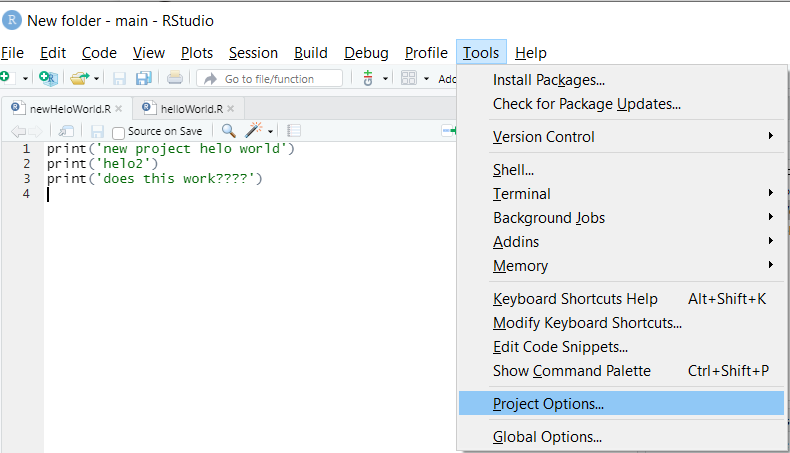 New folder - main - RStudio
File Edit Code View Plots Session Build Debug Profile Tools Help
Go to file/function
newHeloWorld.R
helloWorld.R
Source on Save
1 print('new project helo world')
2 print('helo2')
3 print('does this work????')
4
Install Packages...
Check for Package Updates...
Version Control
Shell...
Terminal
Background Jobs
Addins
Memory
Keyboard Shortcuts Help Alt+Shift+K
Modify Keyboard Shortcuts...
Edit Code Snippets...
Show Command Palette Ctrl+Shift+P
Project Options...
Global Options...